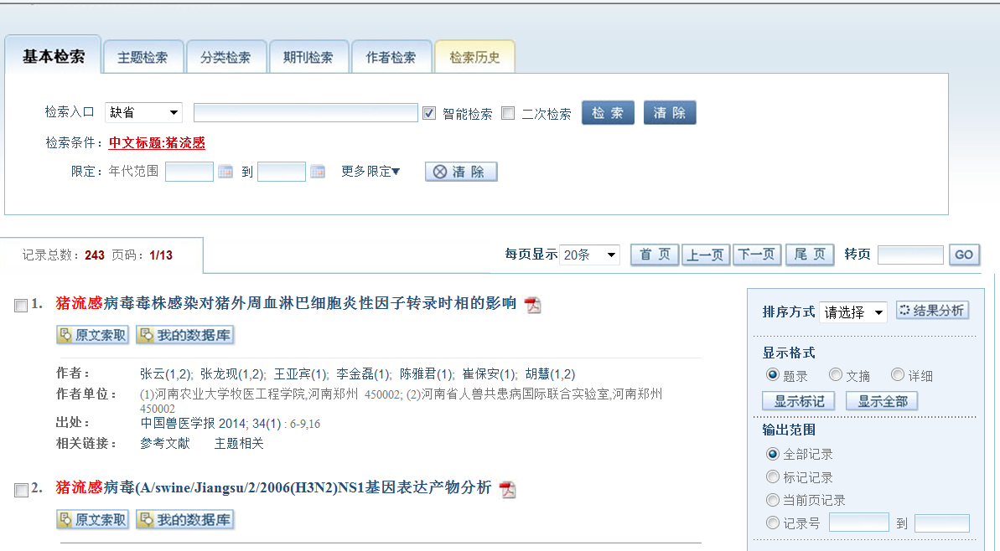 基本检索 主题检索 分类检索 期刊检索 作者检索 检索历史
检索入口 缺省 智能检索 二次检索 检 索 清 除
检索条件：中文标题:猪流感
限定：年代范围 到 更多限定▼ 清 除
记录总数：243 页码：1/13
每页显示 20条 首 页 上一页 下一页 尾 页 转页 GO
1. 猪流感病毒毒株感染对猪外周血淋巴细胞炎性因子转录时相的影响
原文索取 我的数据库
作者： 张云(1,2); 张龙现(1,2); 王亚宾(1); 李金磊(1); 陈雅君(1); 崔保安(1); 胡慧(1,2)
作者单位： (1)河南农业大学牧医工程学院,河南郑州 450002; (2)河南省人兽共患病国际联合实验室,河南郑州
450002
出处： 中国兽医学报 2014; 34(1) : 6-9,16
相关链接： 参考文献 主题相关
2. 猪流感病毒(A/swine/Jiangsu/2/2006(H3N2)NS1基因表达产物分析
原文索取 我的数据库
排序方式 请选择 结果分析
显示格式
题录 文摘 详细
显示标记 显示全部
输出范围
全部记录
标记记录
当前页记录
记录号 到